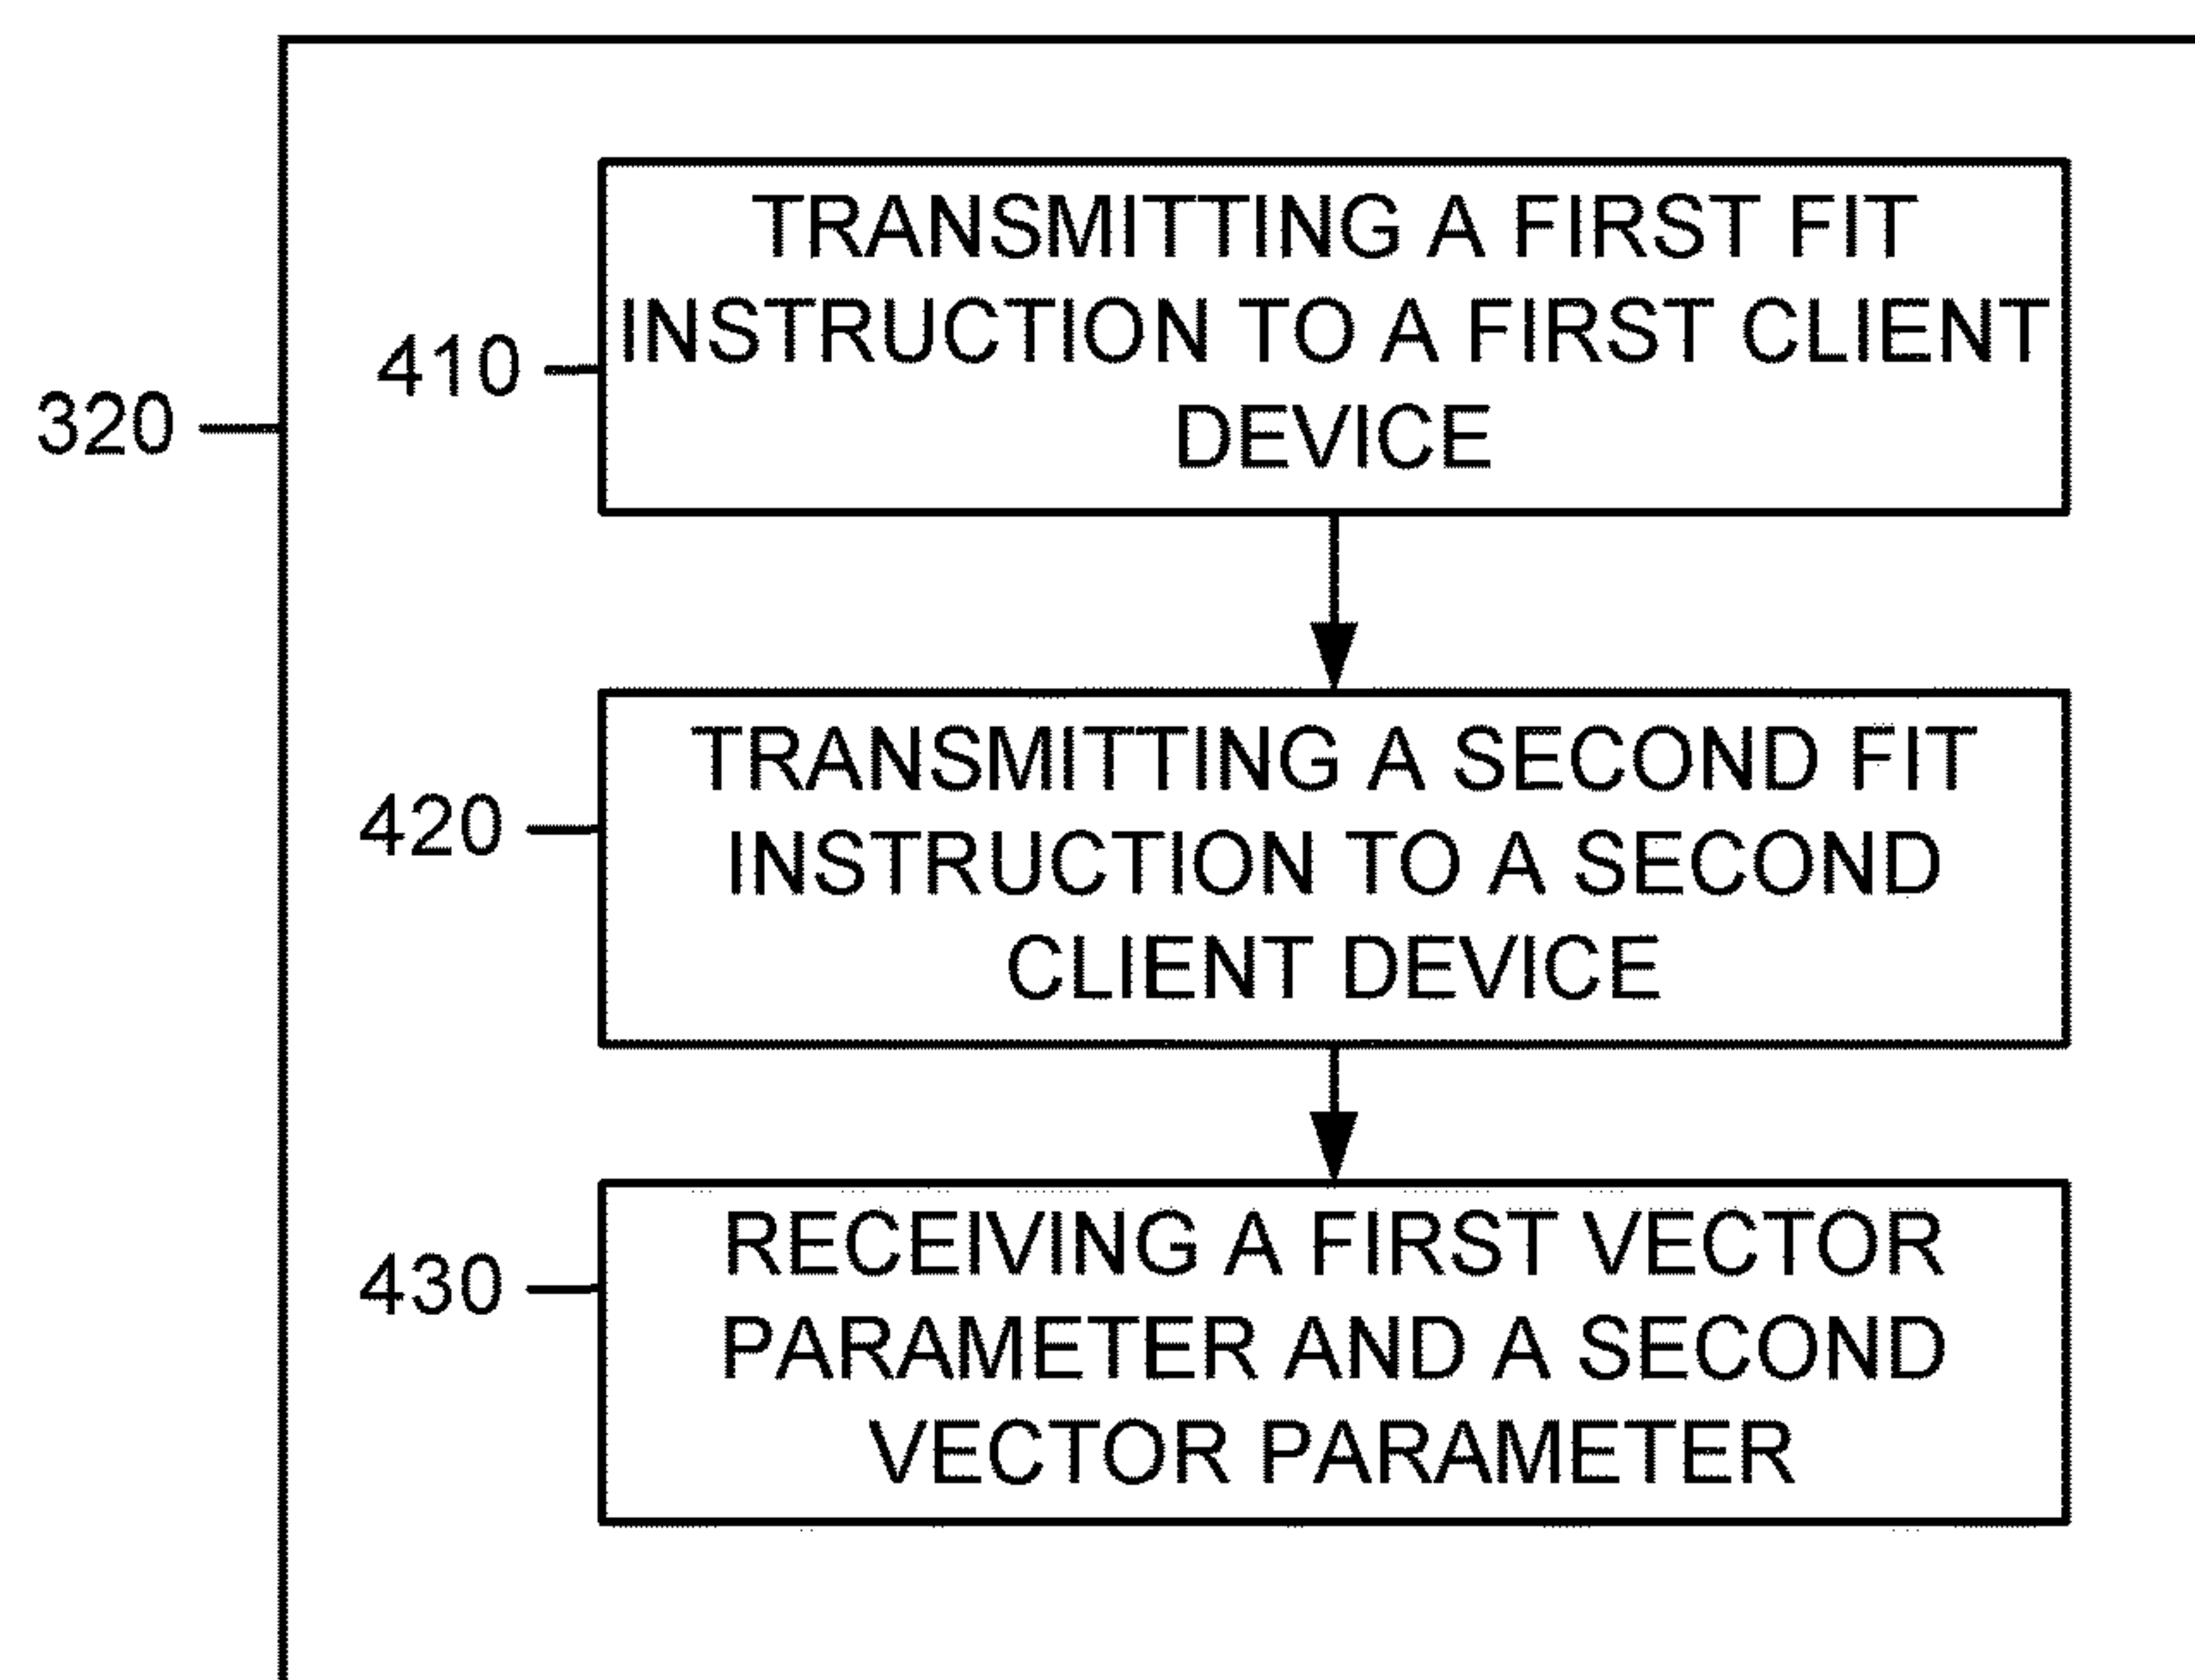 TRANSMITTING A FIRST FIT
INSTRUCTION TO A FIRST CLIENT
DEVICE
410
320
TRANSMITTING A SECOND FIT
INSTRUCTION TO A SECOND
CLIENT DEVICE
420
RECEIVING A FIRST VECTOR
PARAMETER AND A SECOND
VECTOR PARAMETER
430